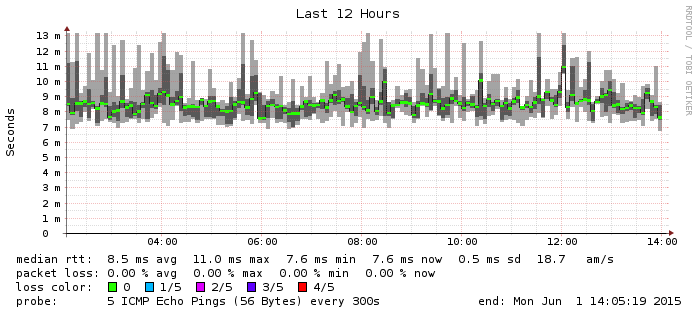 Last 12 Hours
RRDTOOL / TOBI OETIKER
Seconds
13 m
12 m
11 m
10 m
9 m
8 m
7 m
6 m
5 m
4 m
3 m
2 m
1 m
0
04:00 06:00 08:00 10:00 12:00 14:00
median rtt: 8.5 ms avg 11.0 ms max 7.6 ms min 7.6 ms now 0.5 ms sd 18.7 am/s
packet loss: 0.00 % avg 0.00 % max 0.00 % min 0.00 % now
loss color: 0 1/5 2/5 3/5 4/5
probe: 5 ICMP Echo Pings (56 Bytes) every 300s end: Mon Jun 1 14:05:19 2015